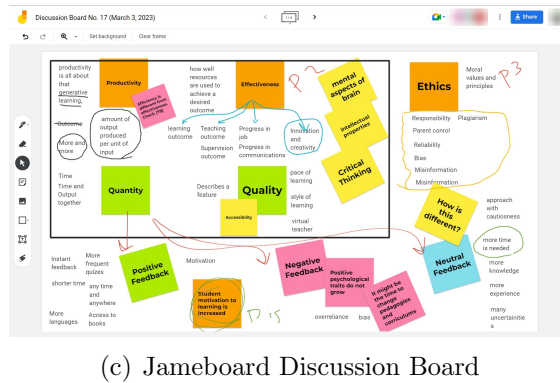 Discussion Board No. 17 (March 3, 2023)
Share
Set background
Clear frame
productivity
is all about
that
generative
learning.
Outcome
More and
more
Time
Time and
Output
together
Productivity
amount of
output
produced
per unit of
input
Quantity
how well
resources
are used to
achieve a
desired
outcome
Effectiveness
P2
learning
outcome
Teaching
outcome
Supervision
outcome
Progress in
job
Progress in
communications
Innovation
and
creativity
Describes a
feature
Quality
Accessibility
pace of
learning
style of
learning
virtual
teacher
mental
aspects of
brain
intellectual
properties
Critical
Thinking
Ethics
Moral
values and
principles
P3
Responsibility
Plagiarism
Parent conrol
Reliability
Bias
Misinformation
Misinformation
How is
this
different?
approach
with
cautiousness
more time
is needed
more
knowledge
more
experience
many
uncertainitie
s
Instant
feedback
shorter time
More
languages
More
frequent
quizes
any time
and
anywhere
Access to
books
Positive
Feedback
Motivation
Student
motivation to
learning is
increased
Negative
Feedback
Positive
psychological
traits do not
grow
overreliance
bias
It might be
the time to
change
pedagogies
and
curriculums
Neutral
Feedback
(c) Jameboard Discussion Board